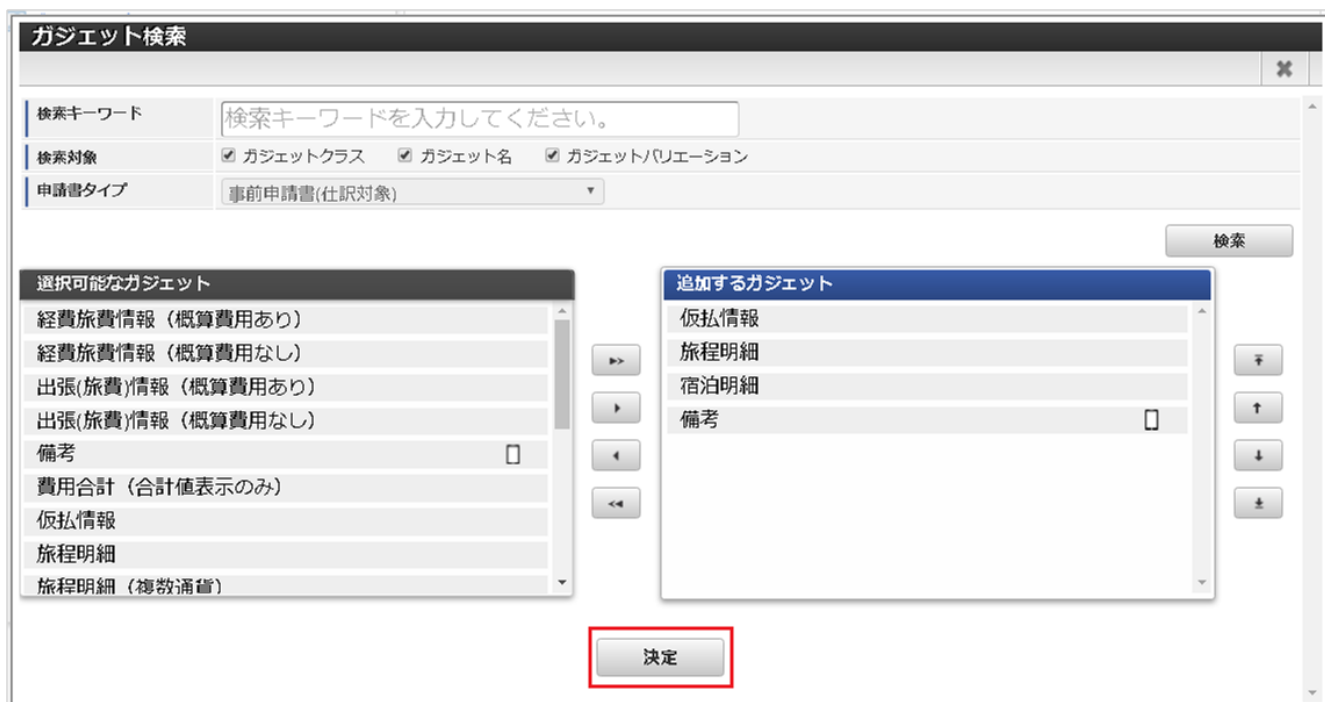 ガジェット検索
検索キーワード
検索キーワードを入力してください。
検索対象
ガジェットクラス
ガジェット名
ガジェットバリエーション
申請書タイプ
事前申請書(仕訳対象)
検索
選択可能なガジェット
経費旅費情報（概算費用あり）
経費旅費情報（概算費用なし）
出張(旅費)情報（概算費用あり）
出張(旅費)情報（概算費用なし）
備考
費用合計（合計値表示のみ）
仮払情報
旅程明細
旅程明細（複数通貨）
追加するガジェット
仮払情報
旅程明細
宿泊明細
備考
決定